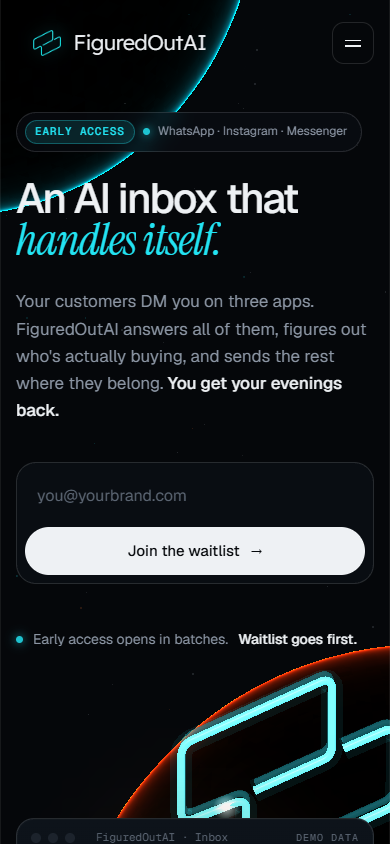 FiguredOutAI
EARLY ACCESS WhatsApp · Instagram · Messenger
An AI inbox that
handles itself.
Your customers DM you on three apps.
FiguredOutAI answers all of them, figures out
who's actually buying, and sends the rest
where they belong. You get your evenings
back.
you@yourbrand.com
Join the waitlist →
Early access opens in batches. Waitlist goes first.
FiguredOutAI · Inbox DEMO DATA